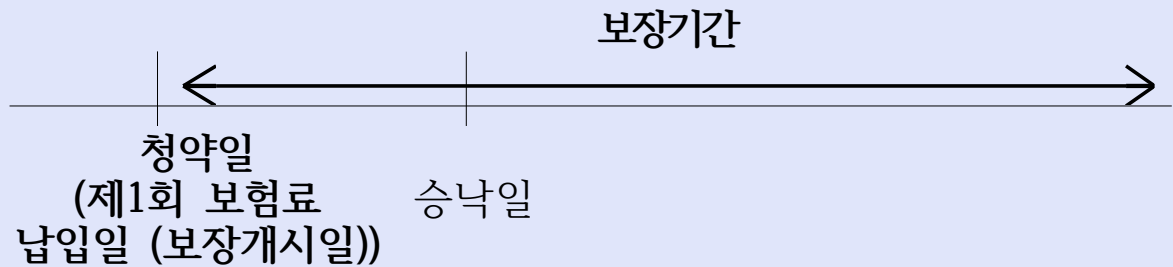 보장기간
청약일
(제1회 보험료
납입일 (보장개시일))
승낙일